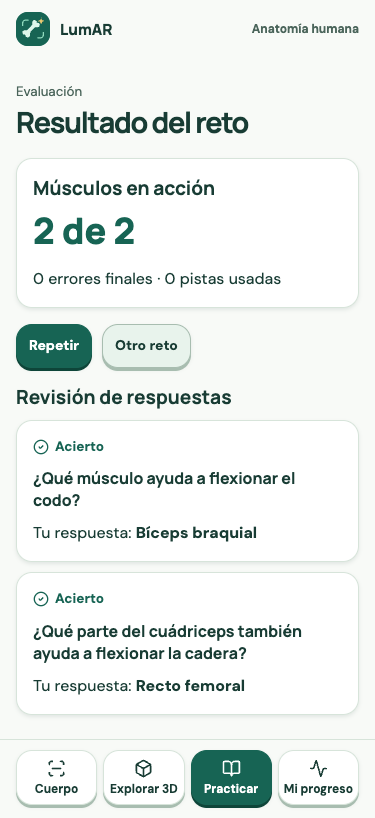 LumAR
Anatomía humana
Evaluación
Resultado del reto
Músculos en acción
2 de 2
0 errores finales · 0 pistas usadas
Repetir
Otro reto
Revisión de respuestas
Acierto
¿Qué músculo ayuda a flexionar el
codo?
Tu respuesta: Bíceps braquial
Acierto
¿Qué parte del cuádriceps también
ayuda a flexionar la cadera?
Tu respuesta: Recto femoral
Cuerpo
Explorar 3D
Practicar
Mi progreso